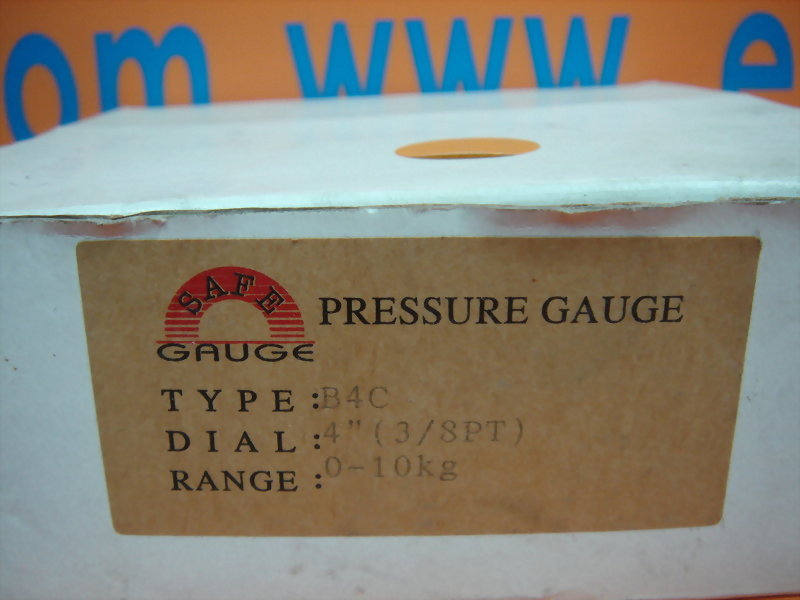 om www.e
SAFE
GAUGE
PRESSURE GAUGE
TYPE:B4C
DIAL:4"(3/8PT)
RANGE:0-10kg